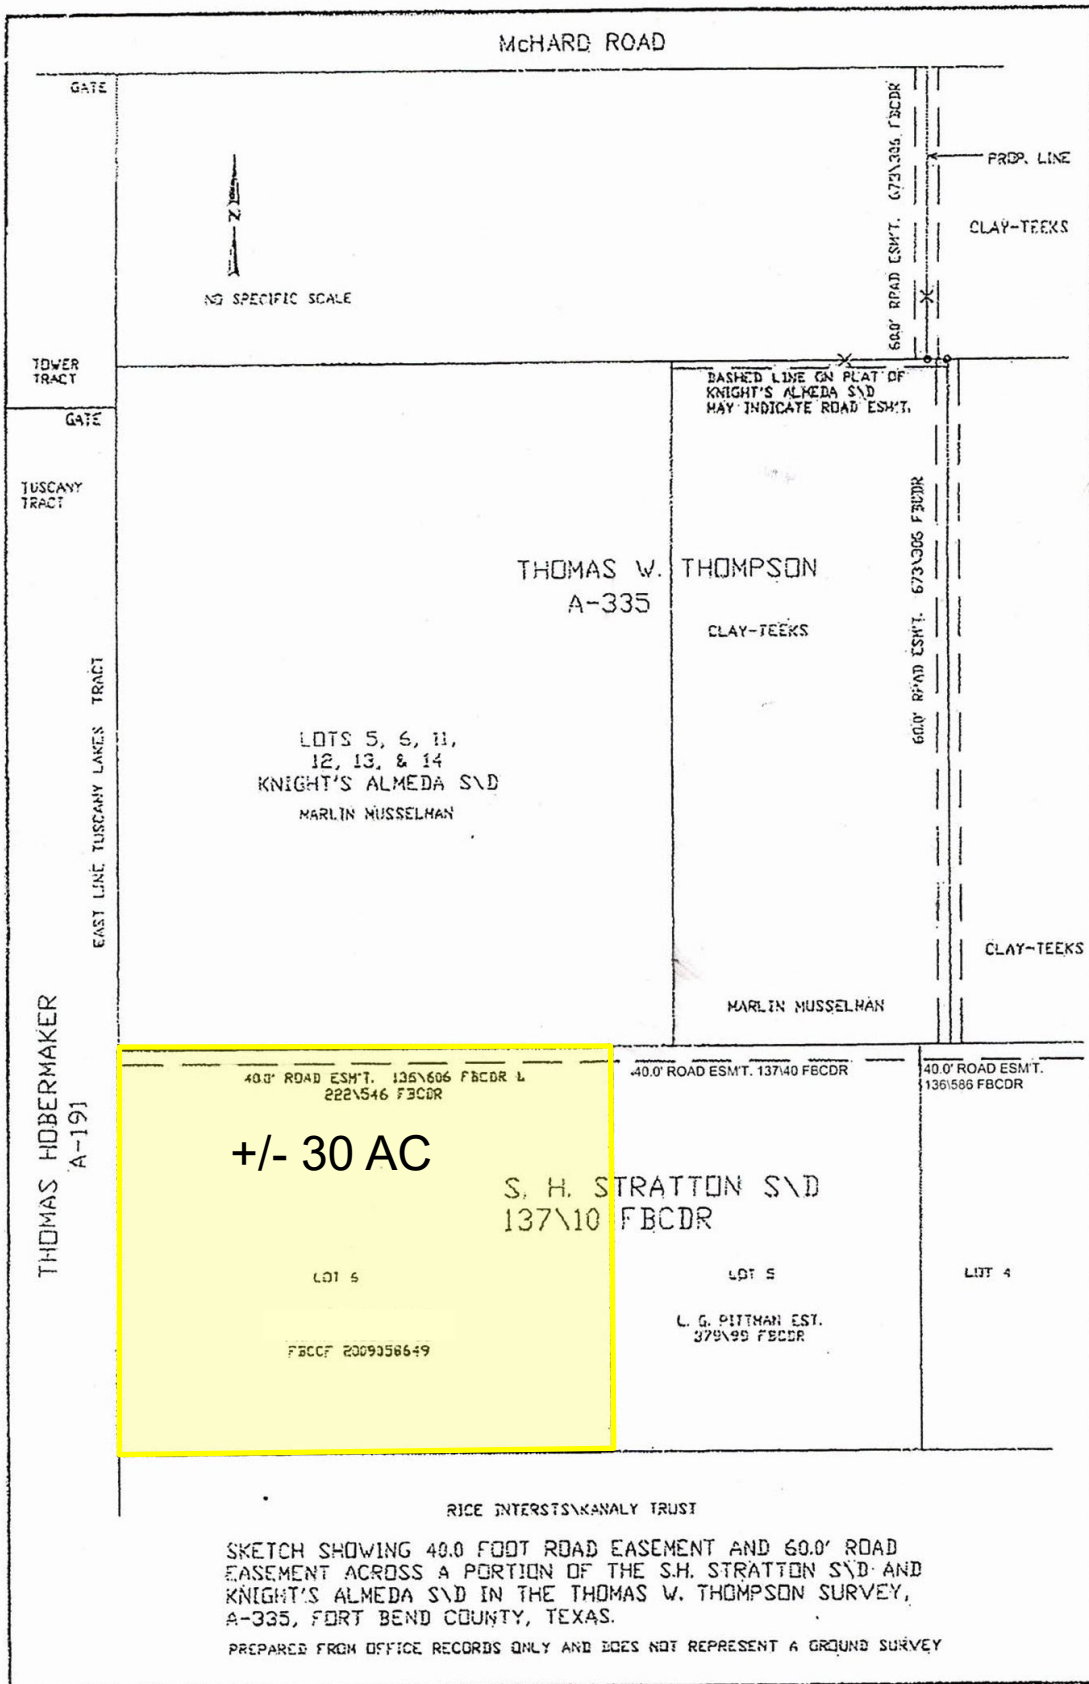 McHARD ROAD
GATE
N
NO SPECIFIC SCALE
60.0' RPAD ESM'T. 673\306 FBCDR
PROP. LINE
CLAY-TEEKS
TOWER
TRACT
GATE
TUSCANY
TRACT
DASHED LINE ON PLAT OF
KNIGHT'S ALMEDA S\D
MAY INDICATE ROAD ESM'T.
60.0' RPAD ESM'T. 673\306 FBCDR
THOMAS W. THOMPSON
A-335
CLAY-TEEKS
EAST LINE TUSCANY LAKES TRACT
LOTS 5, 6, 11,
12, 13, & 14
KNIGHT'S ALMEDA S\D
MARLIN MUSSELMAN
CLAY-TEEKS
MARLIN MUSSELMAN
THOMAS HOBERMAKER
A-191
40.0' ROAD ESM'T. 136\606 FBCDR &
222\546 FBCDR
40.0' ROAD ESM'T. 137\40 FBCDR
40.0' ROAD ESM'T.
136\586 FBCDR
+/- 30 AC
S. H. STRATTON S\D
137\10 FBCDR
LOT 6
LOT 5
LOT 4
L. G. PITTMAN EST.
379\99 FBCDR
FBCCF 2009058649
RICE INTERSTS\KANALY TRUST
SKETCH SHOWING 40.0 FOOT ROAD EASEMENT AND 60.0' ROAD
EASEMENT ACROSS A PORTION OF THE S.H. STRATTON S\D AND
KNIGHT'S ALMEDA S\D IN THE THOMAS W. THOMPSON SURVEY,
A-335, FORT BEND COUNTY, TEXAS.
PREPARED FROM OFFICE RECORDS ONLY AND DOES NOT REPRESENT A GROUND SURVEY